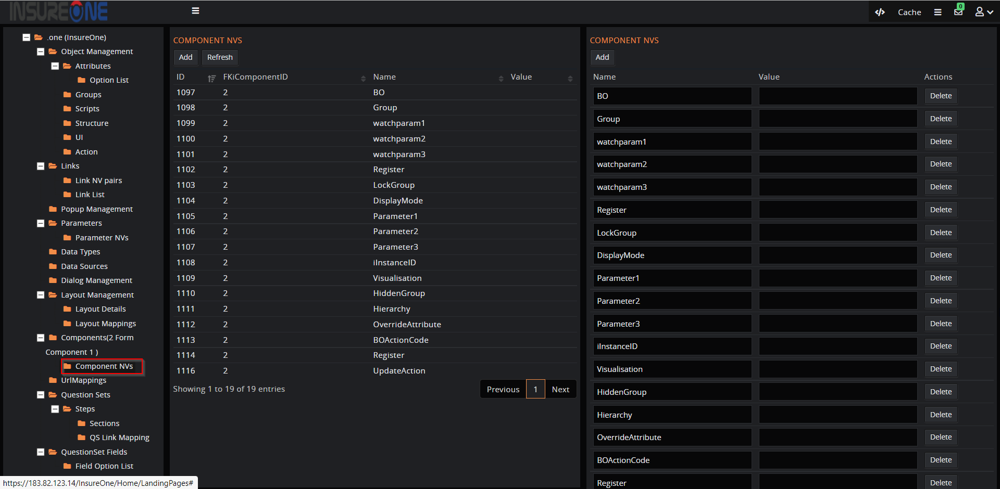 INSUREONE
Cache
0
.one (InsureOne)
Object Management
Attributes
Option List
Groups
Scripts
Structure
UI
Action
Links
Link NV pairs
Link List
Popup Management
Parameters
Parameter NVs
Data Types
Data Sources
Dialog Management
Layout Management
Layout Details
Layout Mappings
Components(2 Form
Component 1 )
Component NVs
UrlMappings
Question Sets
Steps
Sections
QS Link Mapping
QuestionSet Fields
Field Option List
https://183.82.123.14/InsureOne/Home/LandingPages#
COMPONENT NVS
Add Refresh
ID FKiComponentID Name Value
1097 2 BO
1098 2 Group
1099 2 watchparam1
1100 2 watchparam2
1101 2 watchparam3
1102 2 Register
1103 2 LockGroup
1104 2 DisplayMode
1105 2 Parameter1
1106 2 Parameter2
1107 2 Parameter3
1108 2 iInstanceID
1109 2 Visualisation
1110 2 HiddenGroup
1111 2 Hierarchy
1112 2 OverrideAttribute
1113 2 BOActionCode
1114 2 Register
1116 2 UpdateAction
Showing 1 to 19 of 19 entries
Previous 1 Next
COMPONENT NVS
Add
Name Value Actions
BO Delete
Group Delete
watchparam1 Delete
watchparam2 Delete
watchparam3 Delete
Register Delete
LockGroup Delete
DisplayMode Delete
Parameter1 Delete
Parameter2 Delete
Parameter3 Delete
iInstanceID Delete
Visualisation Delete
HiddenGroup Delete
Hierarchy Delete
OverrideAttribute Delete
BOActionCode Delete
Register Delete